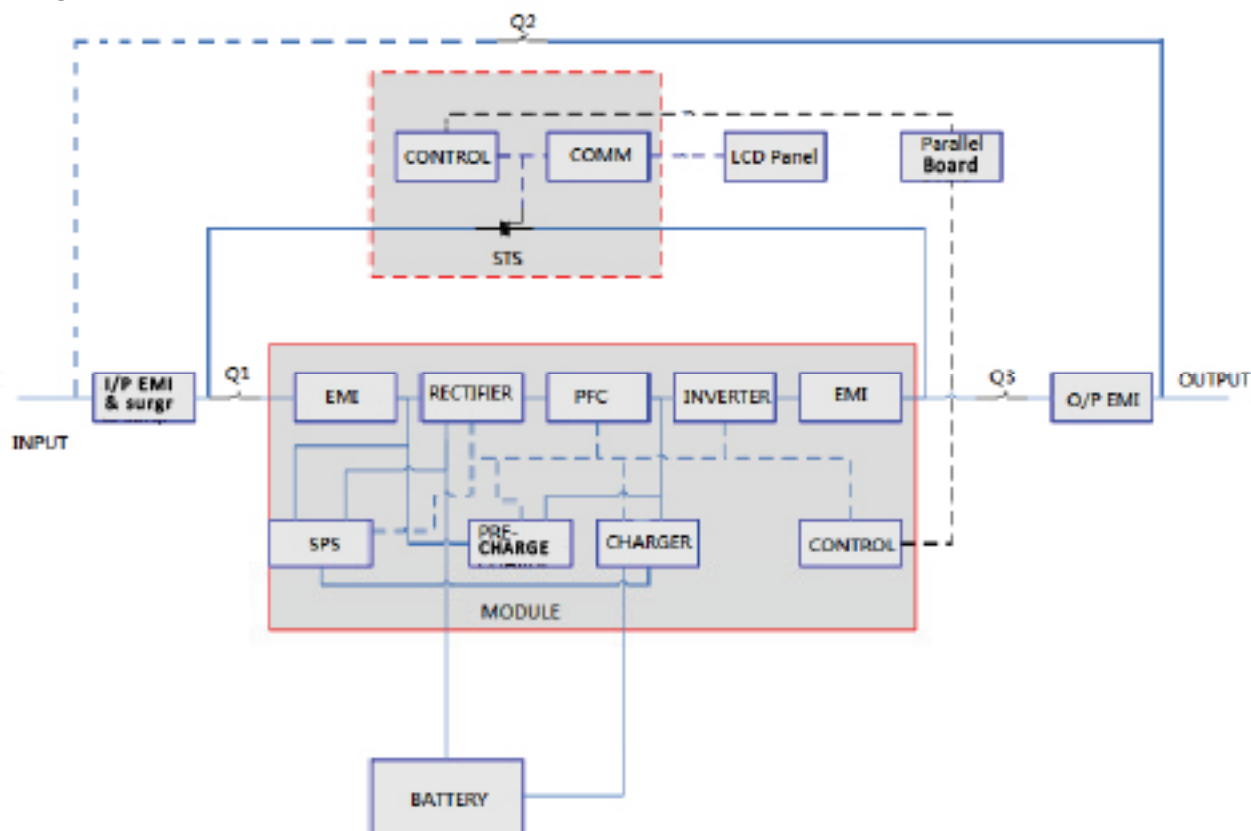 Q2
CONTROL
COMM
LCD Panel
Parallel
Board
STS
I/P EMI
& surgr
Q1
EMI
RECTIFIER
PFC
INVERTER
EMI
Q3
O/P EMI
OUTPUT
INPUT
SPS
PRE-
CHARGE
CHARGER
CONTROL
MODULE
BATTERY